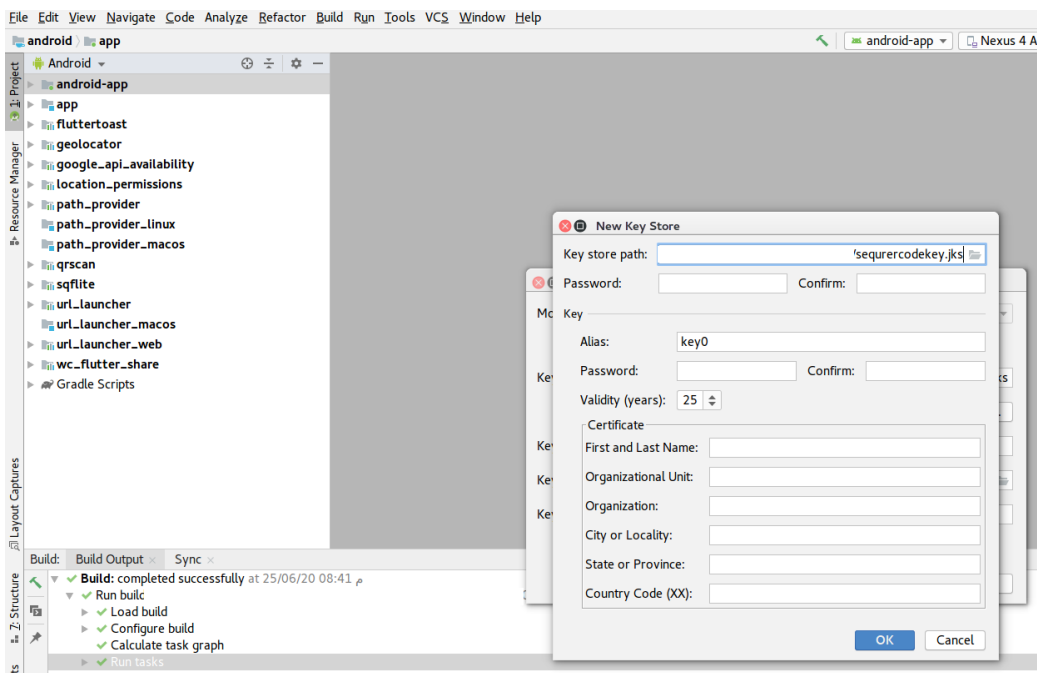 File Edit View Navigate Code Analyze Refactor Build Run Tools VCS Window Help
android app
android-app
Nexus 4 A
1: Project
Resource Manager
Layout Captures
7: Structure
Android
android-app
app
fluttertoast
geolocator
google_api_availability
location_permissions
path_provider
path_provider_linux
path_provider_macos
qrscan
sqflite
url_launcher
url_launcher_macos
url_launcher_web
wc_flutter_share
Gradle Scripts
New Key Store
Key store path: /sequrercodekey.jks
Password: Confirm:
Key
Alias: key0
Password: Confirm:
Validity (years): 25
Certificate
First and Last Name:
Organizational Unit:
Organization:
City or Locality:
State or Province:
Country Code (XX):
OK Cancel
Build: Build Output Sync
Build: completed successfully at 25/06/20 08:41 م
Run build
Load build
Configure build
Calculate task graph
Run tasks